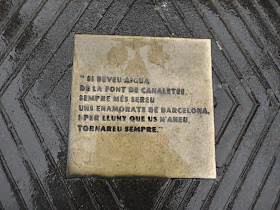 " SI BEVEU AIGUA
DE LA FONT DE CANALETES
SEMPRE MÉS SEREU
UNS ENAMORATS DE BARCELONA.
I PER LLUNY QUE US N'ANEU,
TORNAREU SEMPRE."